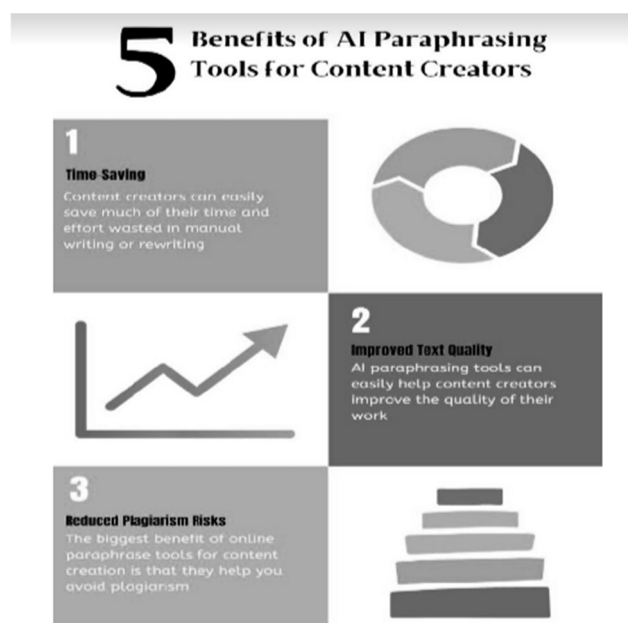 5 Benefits of AI Paraphrasing
Tools for Content Creators
1
Time Saving
Content creators can easily
save much of their time and
effort wasted in manual
writing or rewriting
2
Improved Text Quality
AI paraphrasing tools can
easily help content creators
improve the quality of their
work
3
Reduced Plagiarism Risks
The biggest benefit of online
paraphrase tools for content
creation is that they help you
avoid plagiarism